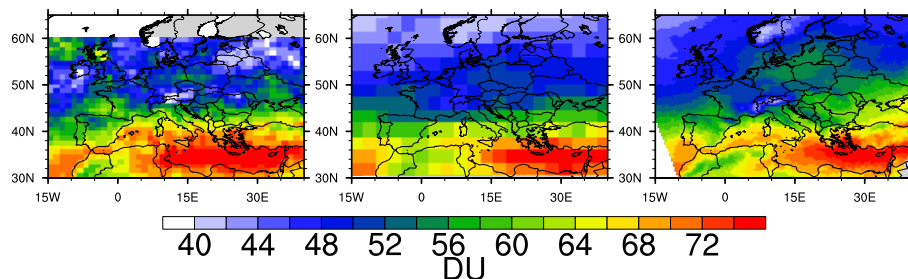 60N 60N 60N
50N 50N 50N
40N 40N 40N
30N 30N 30N
15W 0 15E 30E 15W 0 15E 30E 15W 0 15E 30E
40 44 48 52 56 60 64 68 72
DU